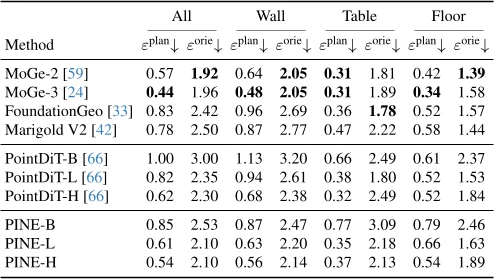 All Wall Table Floor
Method εplan↓ εorie↓ εplan↓ εorie↓ εplan↓ εorie↓ εplan↓ εorie↓
MoGe-2 [59] 0.57 1.92 0.64 2.05 0.31 1.81 0.42 1.39
MoGe-3 [24] 0.44 1.96 0.48 2.05 0.31 1.89 0.34 1.58
FoundationGeo [33] 0.83 2.42 0.96 2.69 0.36 1.78 0.52 1.57
Marigold V2 [42] 0.78 2.50 0.87 2.77 0.47 2.22 0.58 1.44
PointDiT-B [66] 1.00 3.00 1.13 3.20 0.66 2.49 0.61 2.37
PointDiT-L [66] 0.82 2.35 0.94 2.61 0.38 1.80 0.52 1.53
PointDiT-H [66] 0.62 2.30 0.68 2.38 0.32 2.49 0.52 1.84
PINE-B 0.85 2.53 0.87 2.47 0.77 3.09 0.79 2.46
PINE-L 0.61 2.10 0.63 2.20 0.35 2.18 0.66 1.63
PINE-H 0.54 2.10 0.56 2.14 0.37 2.13 0.54 1.89